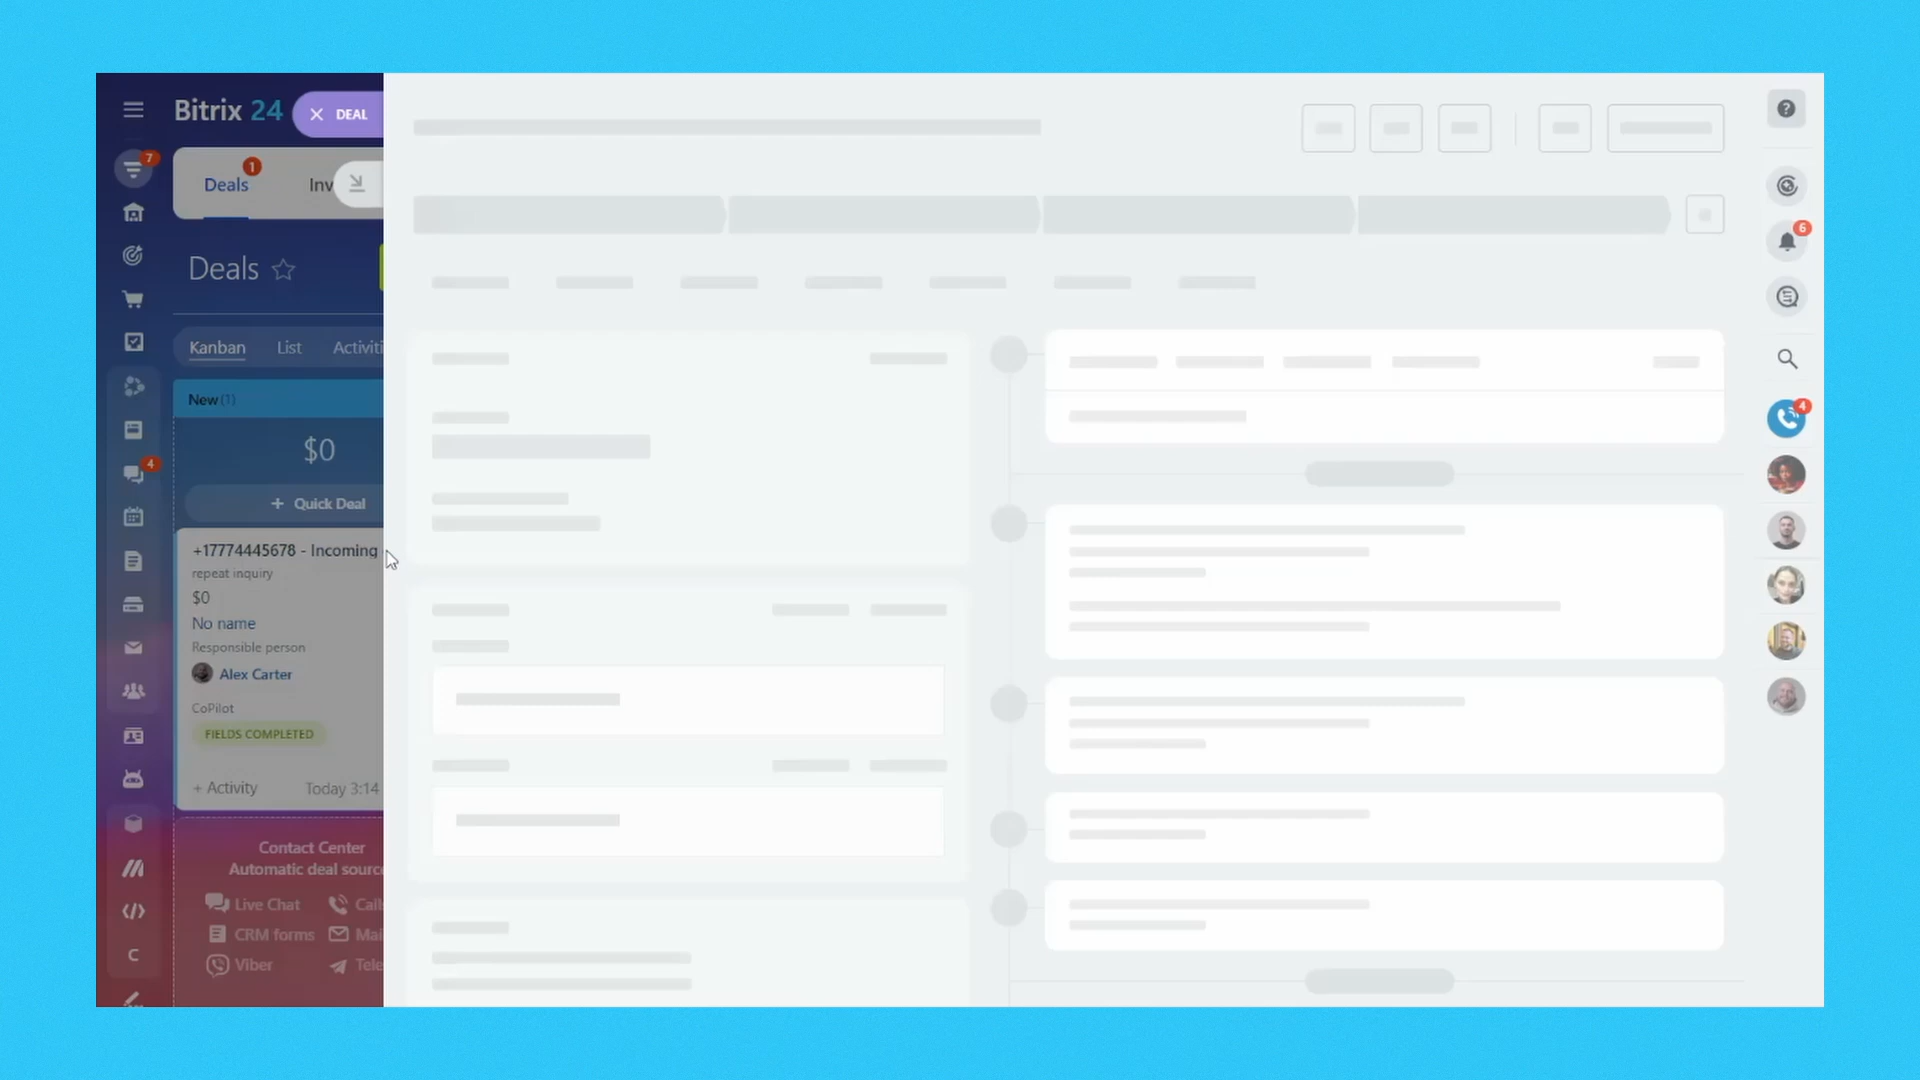 Bitrix 24
DEAL
7
Deals
1
Inv
Deals
Kanban
List
Activiti
New (1)
$0
+ Quick Deal
+17774445678 - Incoming
repeat inquiry
$0
No name
Responsible person
Alex Carter
CoPilot
FIELDS COMPLETED
+ Activity
Today 3:14
Contact Center
Automatic deal source
Live Chat
Call
CRM forms
Mai
Viber
Tele
4
C
?
6
4